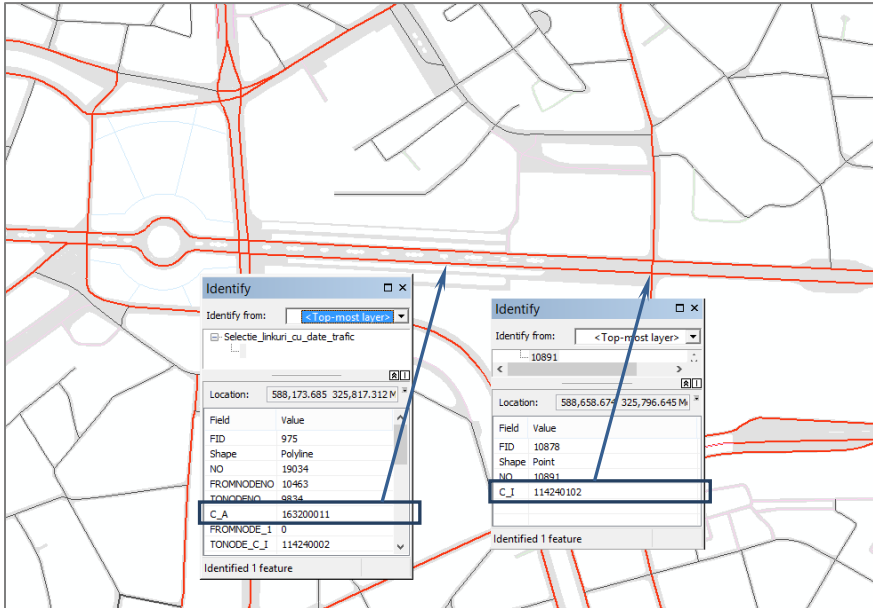 Identify
Identify from: <Top-most layer>
Selectie_linkuri_cu_date_trafic
Location: 588,173.685 325,817.312 M
Field Value
FID 975
Shape Polyline
NO 19034
FROMNODENO 10463
TONODENO 9834
C_A 163200011
FROMNODE_1 0
TONODE_C_I 114240002
Identified 1 feature
Identify
Identify from: <Top-most layer>
10891
Location: 588,658.674 325,796.645 M
Field Value
FID 10878
Shape Point
NO 10891
C_I 114240102
Identified 1 feature